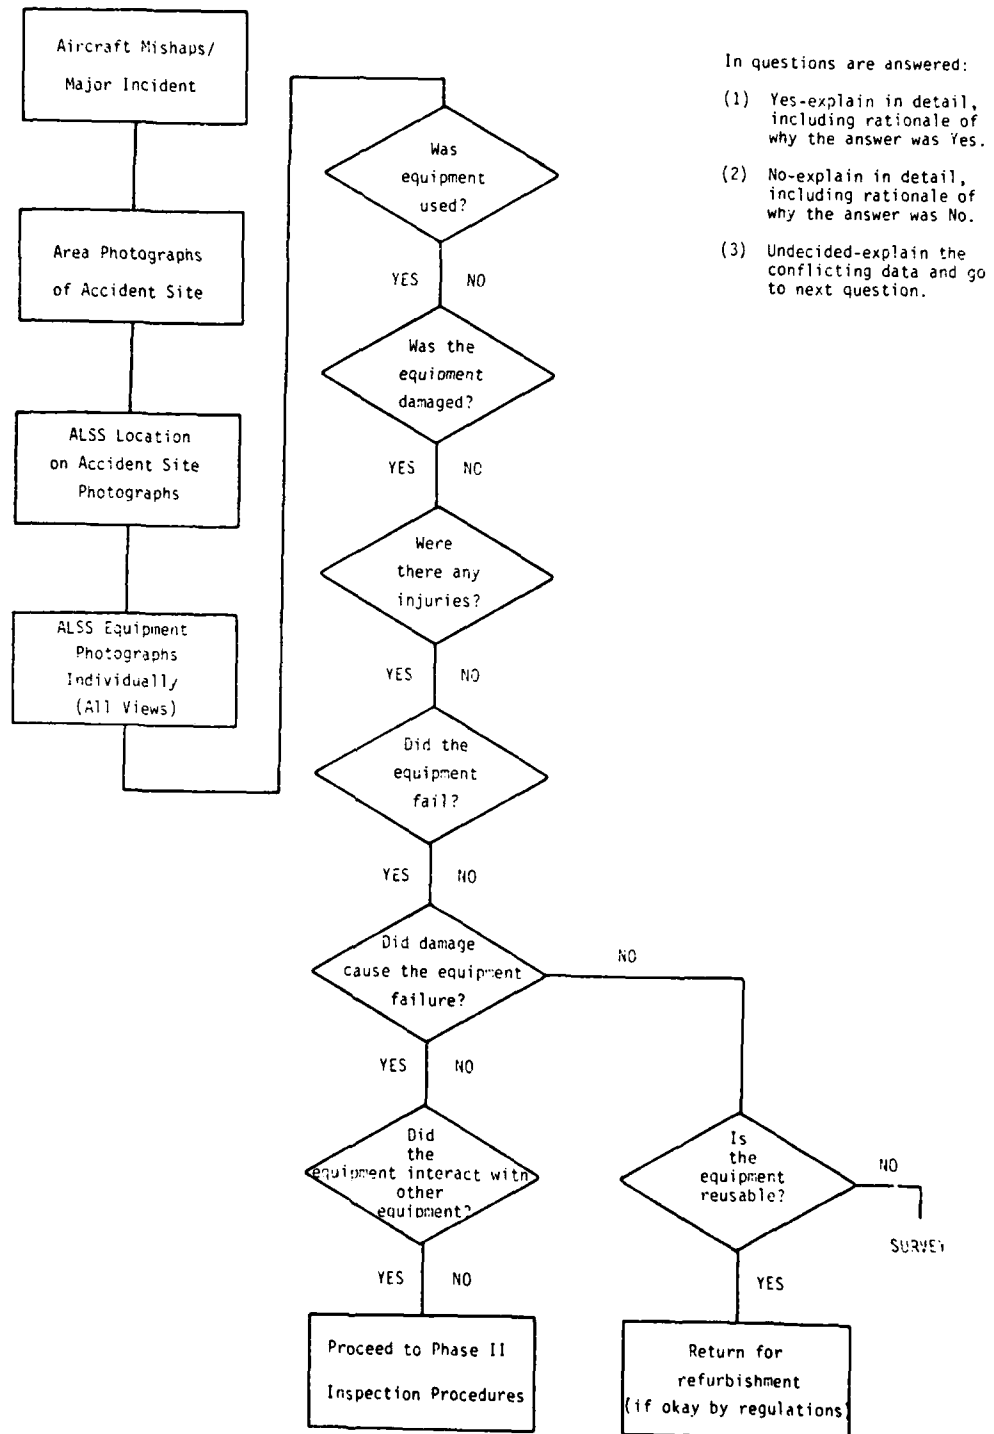 Aircraft Mishaps/
Major Incident
Area Photographs
of Accident Site
ALSS Location
on Accident Site
Photographs
ALSS Equipment
Photographs
Individually/
(All Views)
In questions are answered:
(1) Yes-explain in detail,
including rationale of
why the answer was Yes.
(2) No-explain in detail,
including rationale of
why the answer was No.
(3) Undecided-explain the
conflicting data and go
to next question.
Was
equipment
used?
YES NO
Was the
equipment
damaged?
YES NO
Were
there any
injuries?
YES NO
Did the
equipment
fail?
YES NO
Did damage
cause the equipment
failure?
NO
YES NO
Did
the
equipment interact with
other
equipment?
YES NO
Proceed to Phase II
Inspection Procedures
Is
the
equipment
reusable?
NO
SURVEY
YES
Return for
refurbishment
(if okay by regulations)